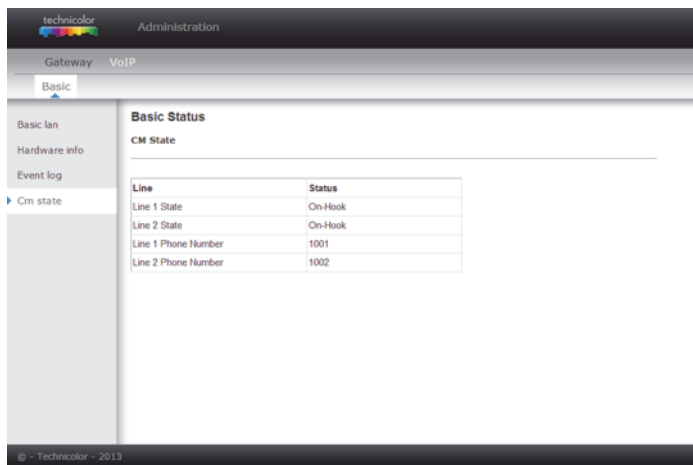 technicolor
Administration
Gateway VoIP
Basic
Basic lan
Hardware info
Event log
Cm state
Basic Status
CM State
Line Status
Line 1 State On-Hook
Line 2 State On-Hook
Line 1 Phone Number 1001
Line 2 Phone Number 1002
@ - Technicolor - 2013